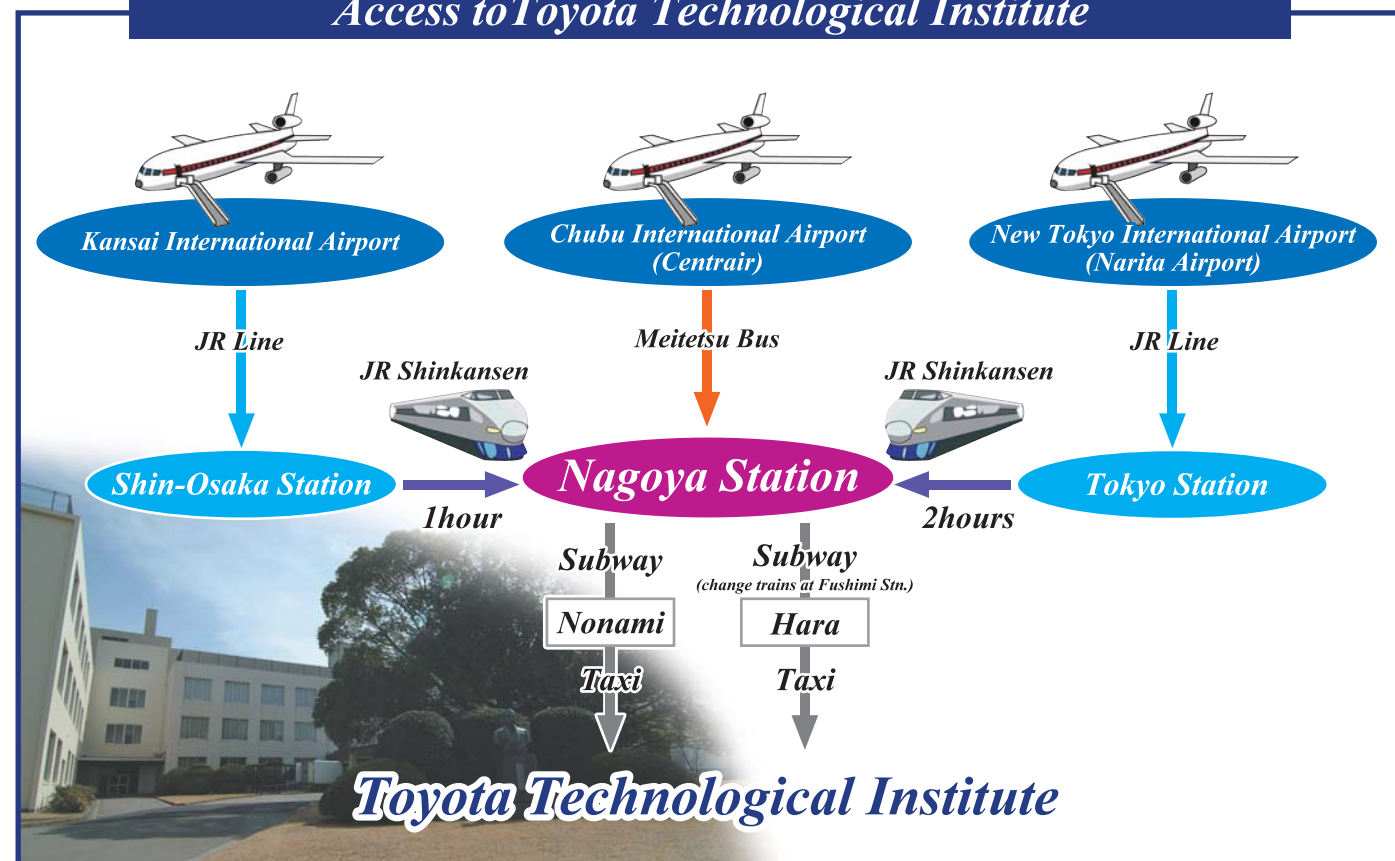 Access toToyota Technological Institute
Kansai International Airport
Chubu International Airport
(Centrair)
New Tokyo International Airport
(Narita Airport)
JR Line
Meitetsu Bus
JR Line
JR Shinkansen
JR Shinkansen
Shin-Osaka Station
Nagoya Station
Tokyo Station
1hour
2hours
Subway
Subway
(change trains at Fushimi Stn.)
Nonami
Hara
Taxi
Taxi
Toyota Technological Institute